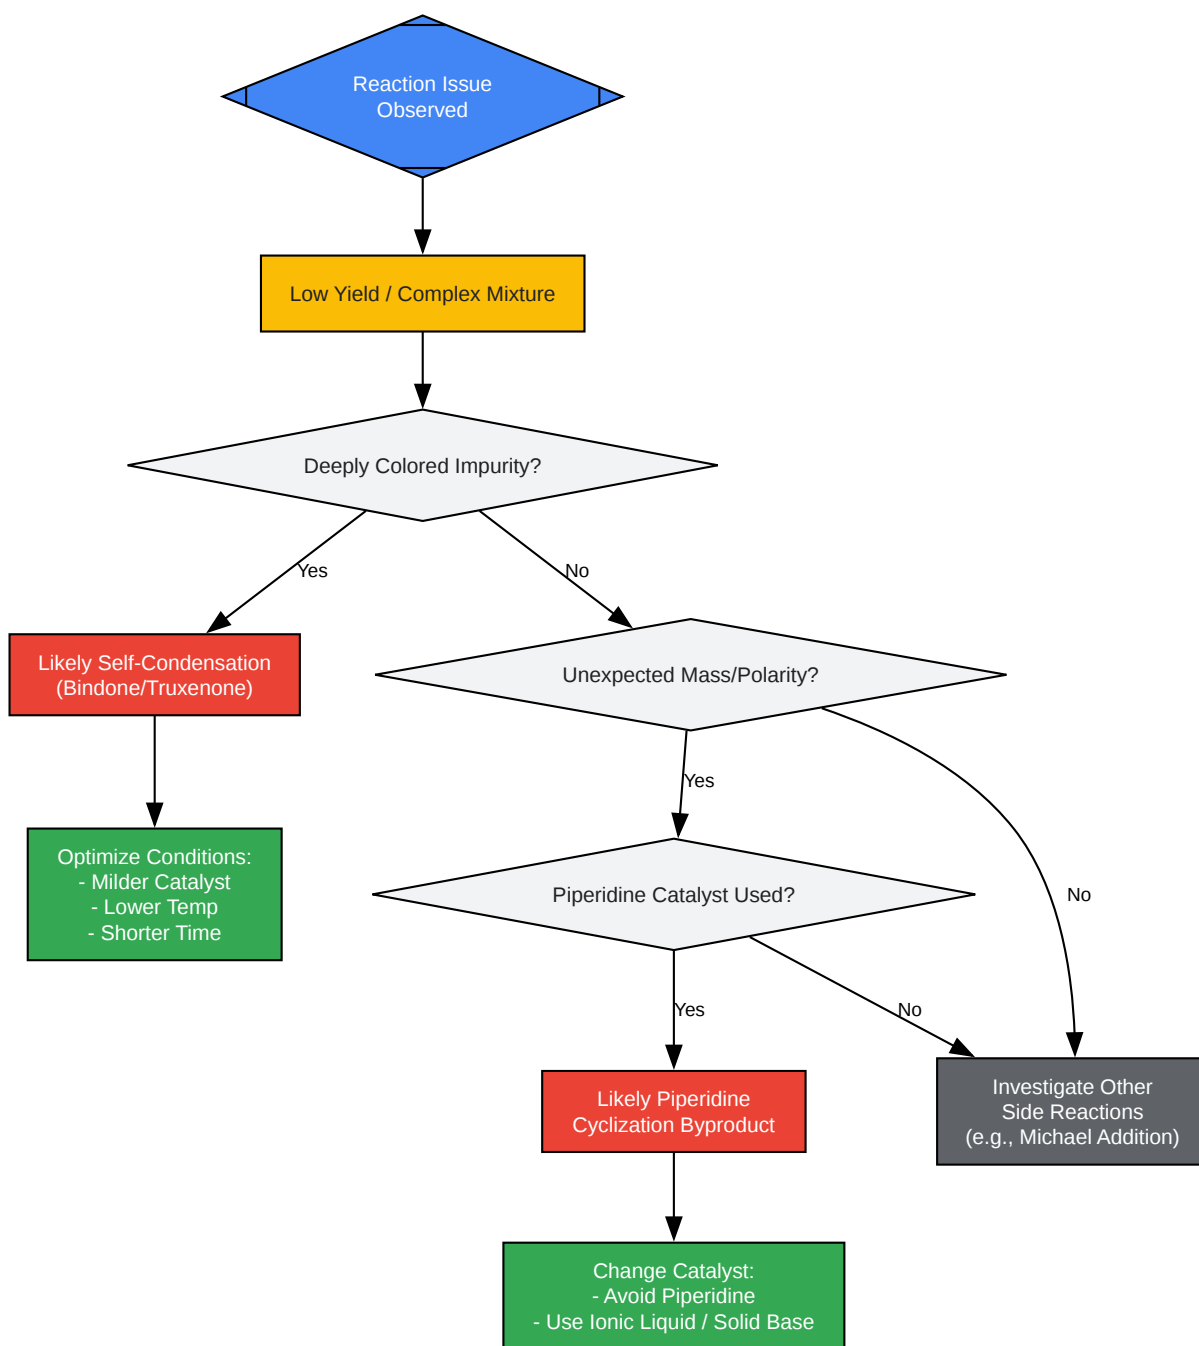 Reaction Issue
Observed
Low Yield / Complex Mixture
Deeply Colored Impurity?
Yes
No
Likely Self-Condensation
(Bindone/Truxenone)
Unexpected Mass/Polarity?
Yes
Optimize Conditions:
- Milder Catalyst
- Lower Temp
- Shorter Time
Piperidine Catalyst Used?
No
Yes
No
Likely Piperidine
Cyclization Byproduct
Investigate Other
Side Reactions
(e.g., Michael Addition)
Change Catalyst:
- Avoid Piperidine
- Use Ionic Liquid / Solid Base